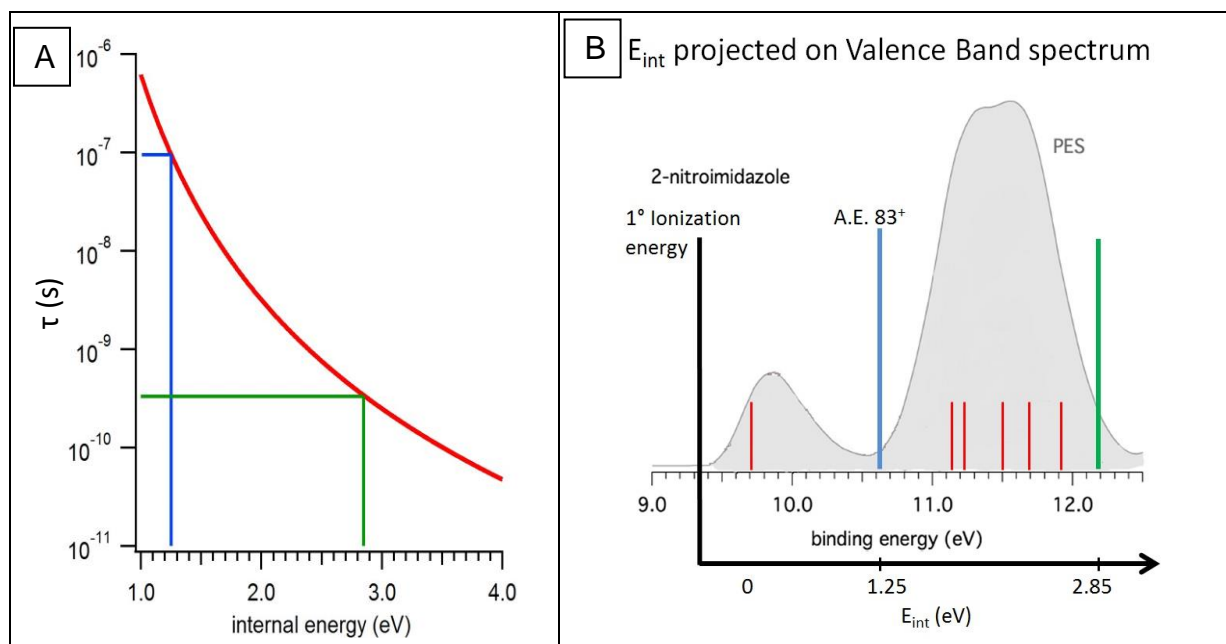 A
10⁻⁶
10⁻⁷
10⁻⁸
10⁻⁹
10⁻¹⁰
10⁻¹¹
τ (s)
1.0 2.0 3.0 4.0
internal energy (eV)
B
E_int projected on Valence Band spectrum
PES
2-nitroimidazole
1° Ionization
energy
A.E. 83⁺
9.0 10.0 11.0 12.0
binding energy (eV)
0 1.25 2.85
E_int (eV)